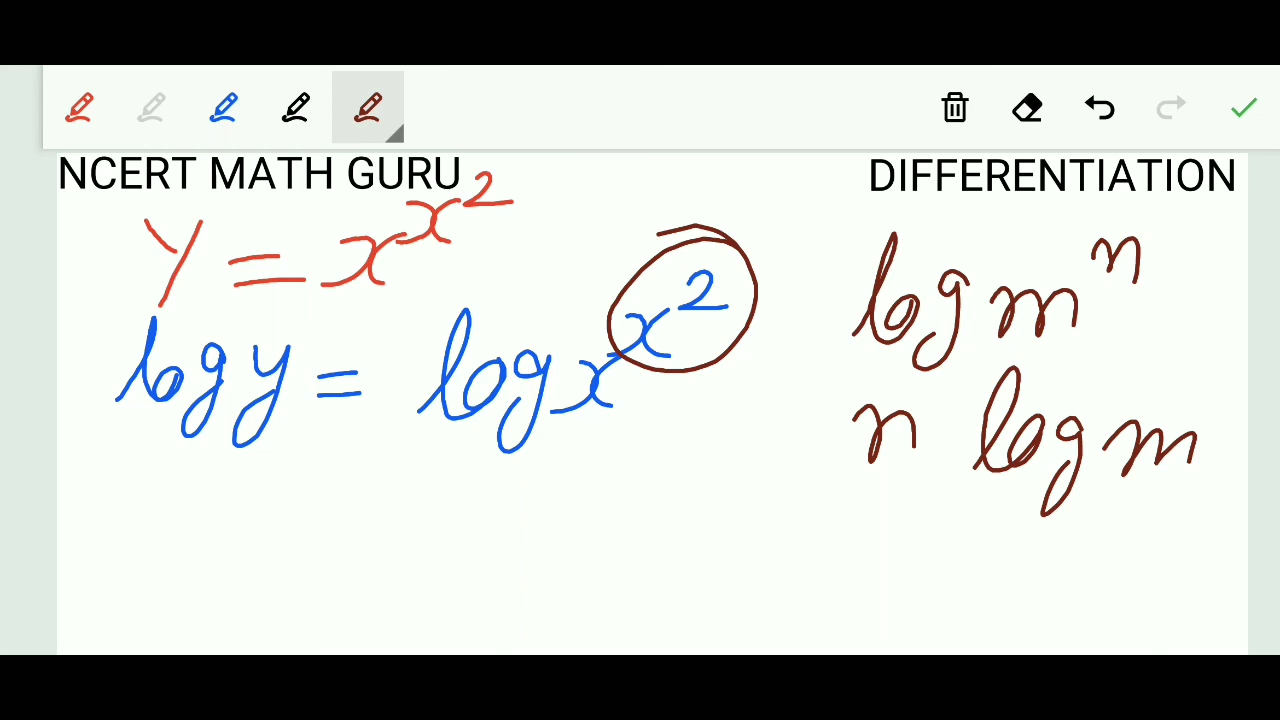 NCERT MATH GURU
DIFFERENTIATION
Y = x^x^2
log y = log x^x^2
log m^n
n log m